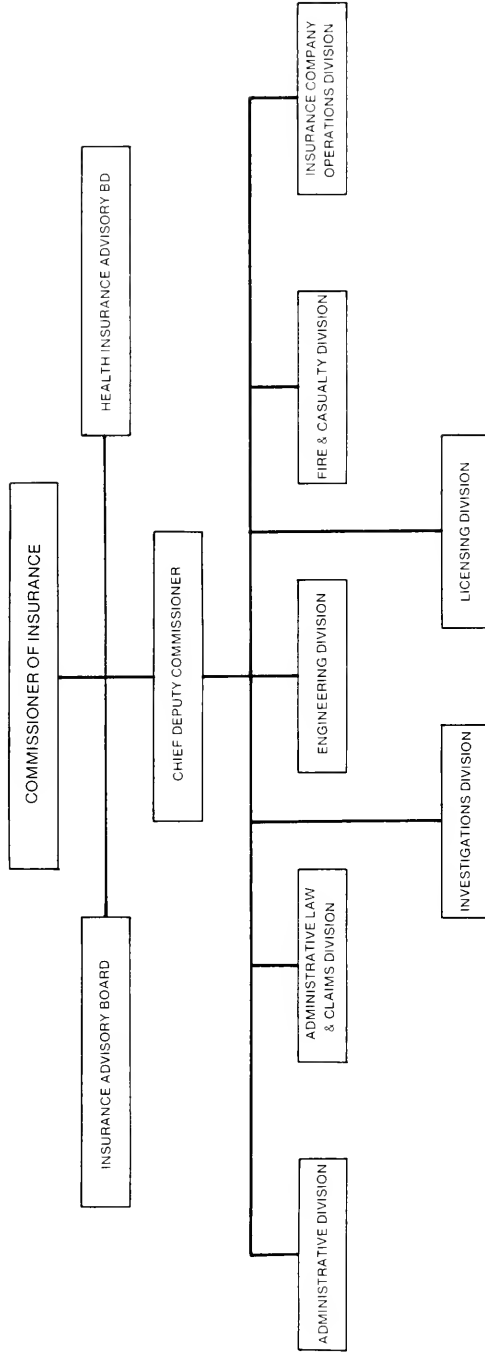 COMMISSIONER OF INSURANCE
INSURANCE ADVISORY BOARD
HEALTH INSURANCE ADVISORY BD
CHIEF DEPUTY COMMISSIONER
ADMINISTRATIVE DIVISION
ADMINISTRATIVE LAW
& CLAIMS DIVISION
ENGINEERING DIVISION
FIRE & CASUALTY DIVISION
INSURANCE COMPANY
OPERATIONS DIVISION
INVESTIGATIONS DIVISION
LICENSING DIVISION